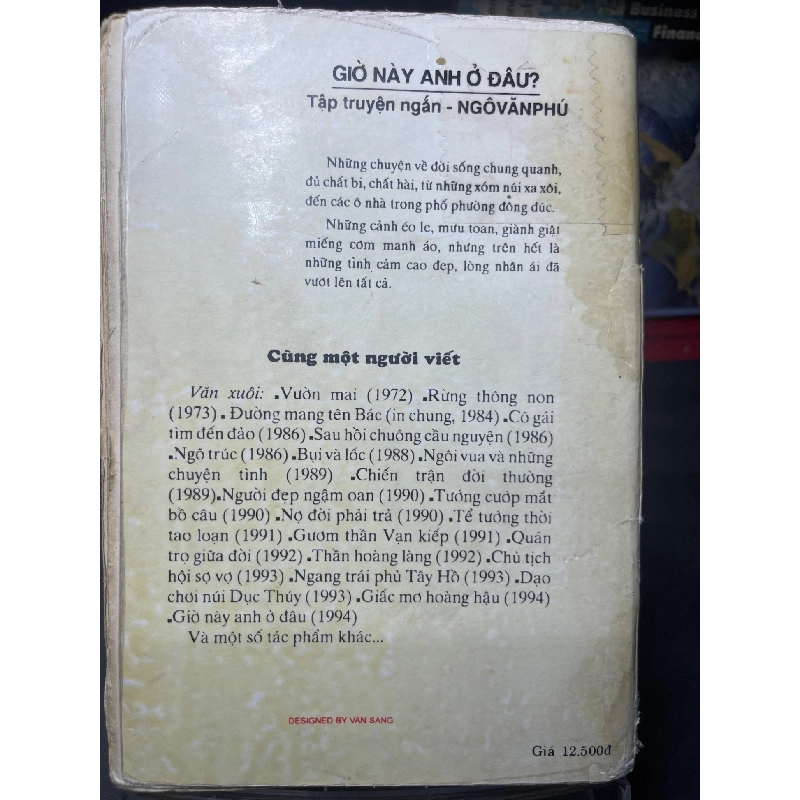 Business
Finan
GIỜ NÀY ANH Ở ĐÂU?
Tập truyện ngắn - NGÔVĂNPHÚ
Những chuyện về đời sống chung quanh,
đủ chất bi, chất hài, từ những xóm núi xa xôi,
đến các ô nhà trong phố phường đông đúc.
Những cảnh éo le, mưu toan, giành giật
miếng cơm manh áo, nhưng trên hết là
những tình cảm cao đẹp, lòng nhân ái đã
vượt lên tất cả.
Cùng một người viết
Văn xuôi: .Vườn mai (1972) .Rừng thông non
(1973) . Đường mang tên Bác (in chung, 1984) .Cô gái
tìm đến đảo (1986) .Sau hồi chuông cầu nguyện (1986)
.Ngô trúc (1986) .Bụi và lốc (1988) .Ngôi vua và những
chuyện tình (1989) .Chiến trận đời thường
(1989).Người đẹp ngậm oan (1990) .Tướng cướp mắt
bồ câu (1990) .Nợ đời phải trả (1990) .Tể tướng thời
tao loạn (1991) .Gươm thần Vạn kiếp (1991) .Quán
trọ giữa đời (1992) .Thần hoàng làng (1992) .Chủ tịch
hội sợ vợ (1993) .Ngang trái phủ Tây Hồ (1993) .Dạo
chơi núi Dục Thúy (1993) .Giấc mơ hoàng hậu (1994)
.Giờ này anh ở đâu (1994)
Và một số tác phẩm khác...
DESIGNED BY VAN SANG
Giá 12.500đ